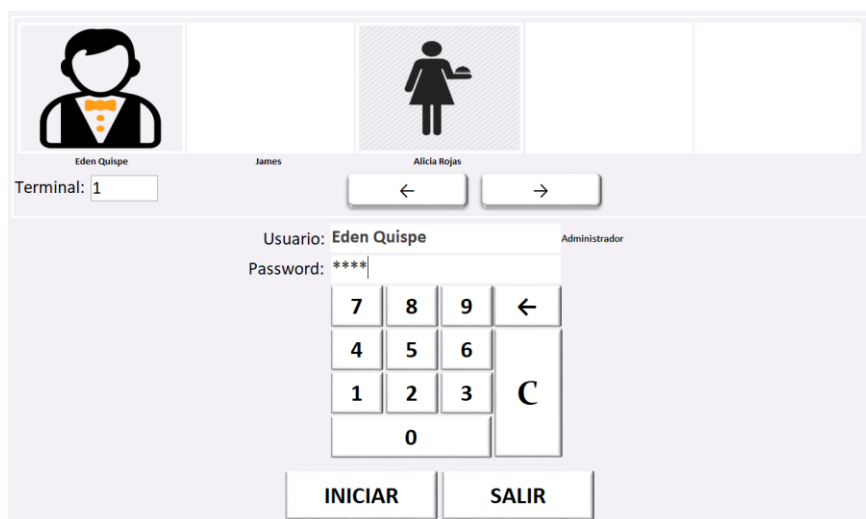 Eden Quispe James Alicia Rojas
Terminal: 1 ← →
Usuario: Eden Quispe Administrador
Password: ****
7 8 9 ←
4 5 6
1 2 3 C
0
INICIAR SALIR